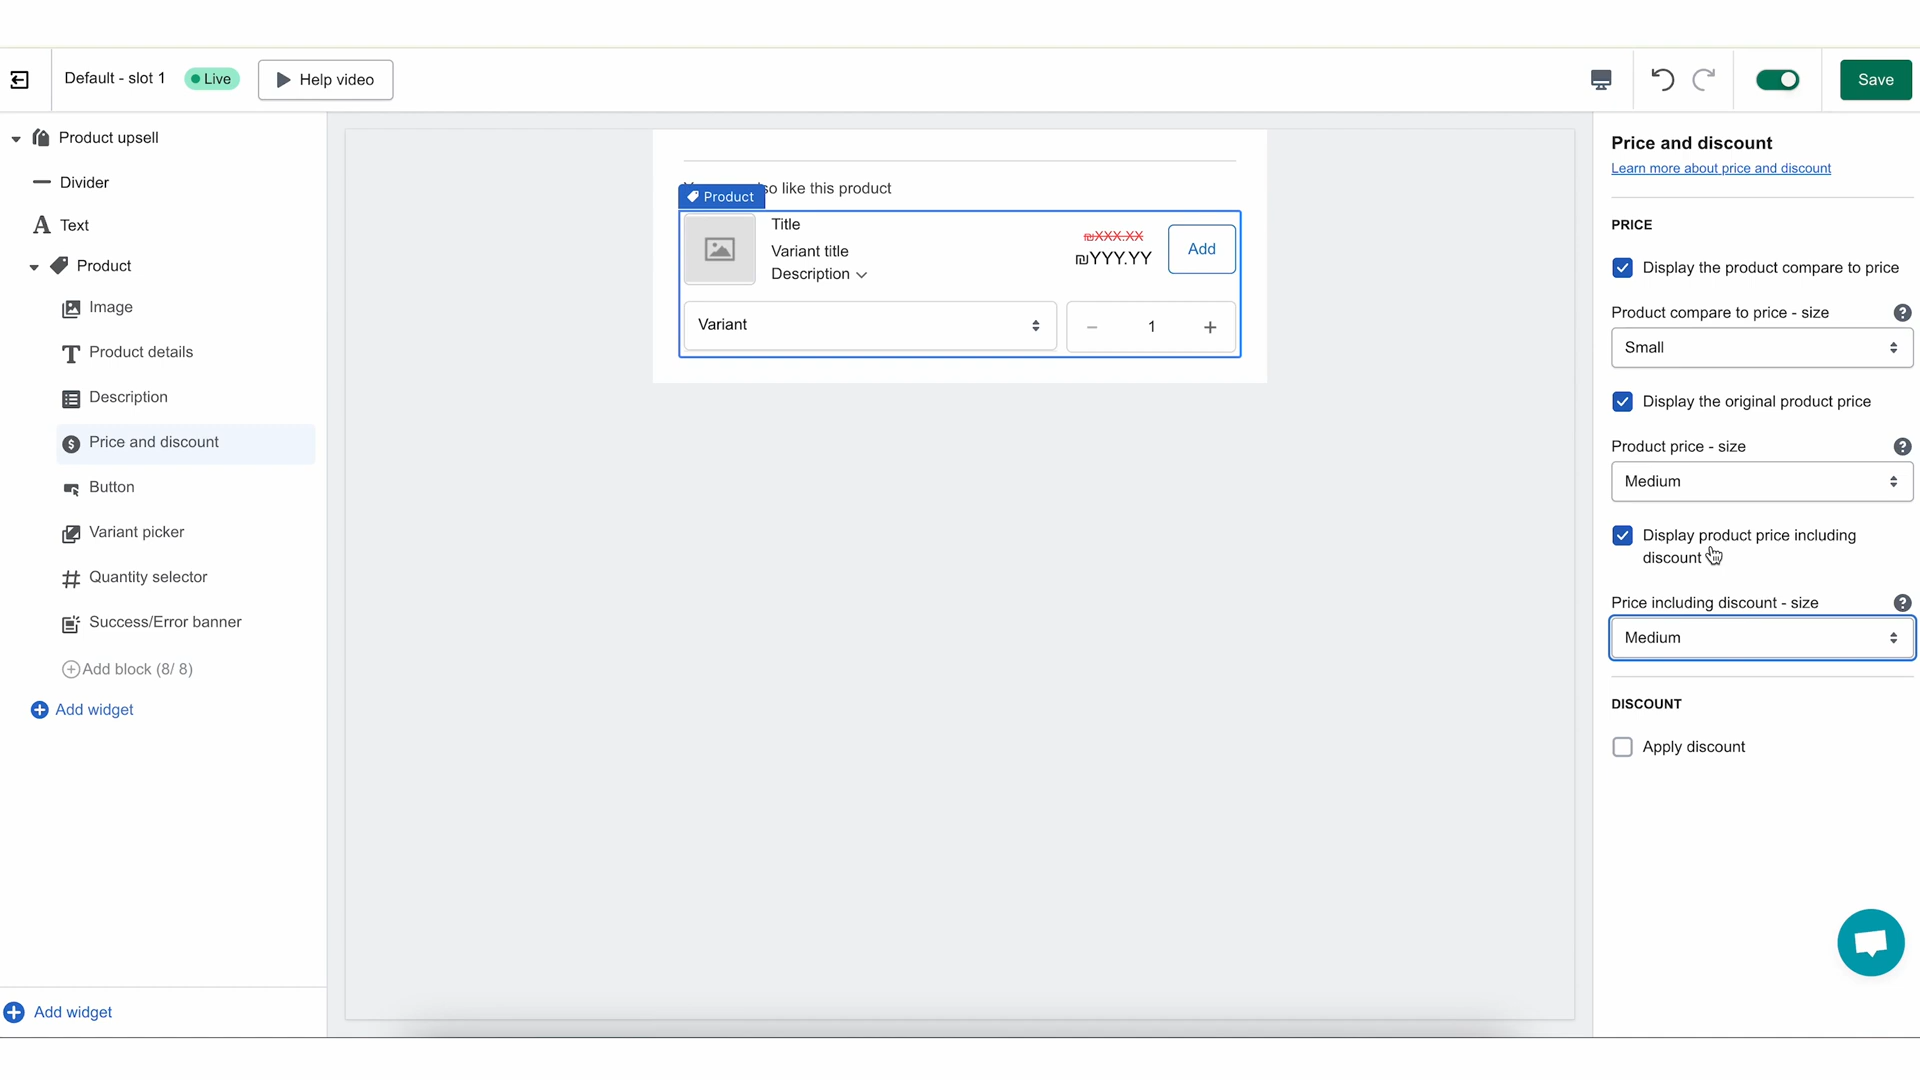 Default - slot 1
Live
Help video
Save
Product upsell
Divider
Text
Product
Image
Product details
Description
Price and discount
Button
Variant picker
Quantity selector
Success/Error banner
Add block (8/ 8)
Add widget
Add widget
so like this product
Product
Title
Variant title
Description
₪XXX.XX
₪YYY.YY
Add
Variant
1
Price and discount
Learn more about price and discount
PRICE
Display the product compare to price
Product compare to price - size
Small
Display the original product price
Product price - size
Medium
Display product price including
discount
Price including discount - size
Medium
DISCOUNT
Apply discount